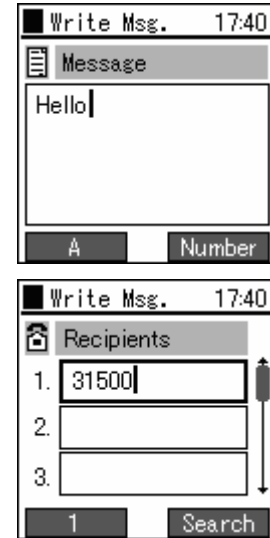 Write Msg. 17:40
Message
Hello
A Number
Write Msg. 17:40
Recipients
1. 31500
2.
3.
1 Search